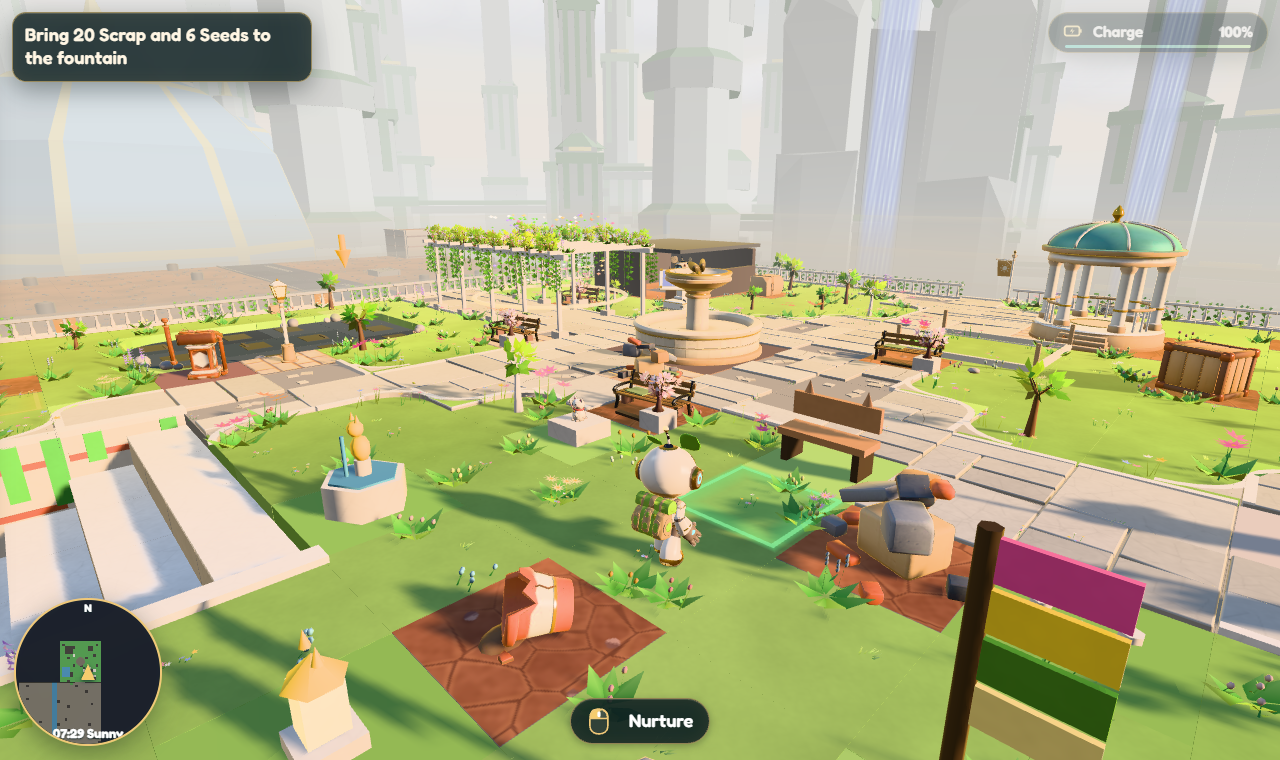 Bring 20 Scrap and 6 Seeds to
the fountain
Charge 100%
N
07:29 Sunny
Nurture